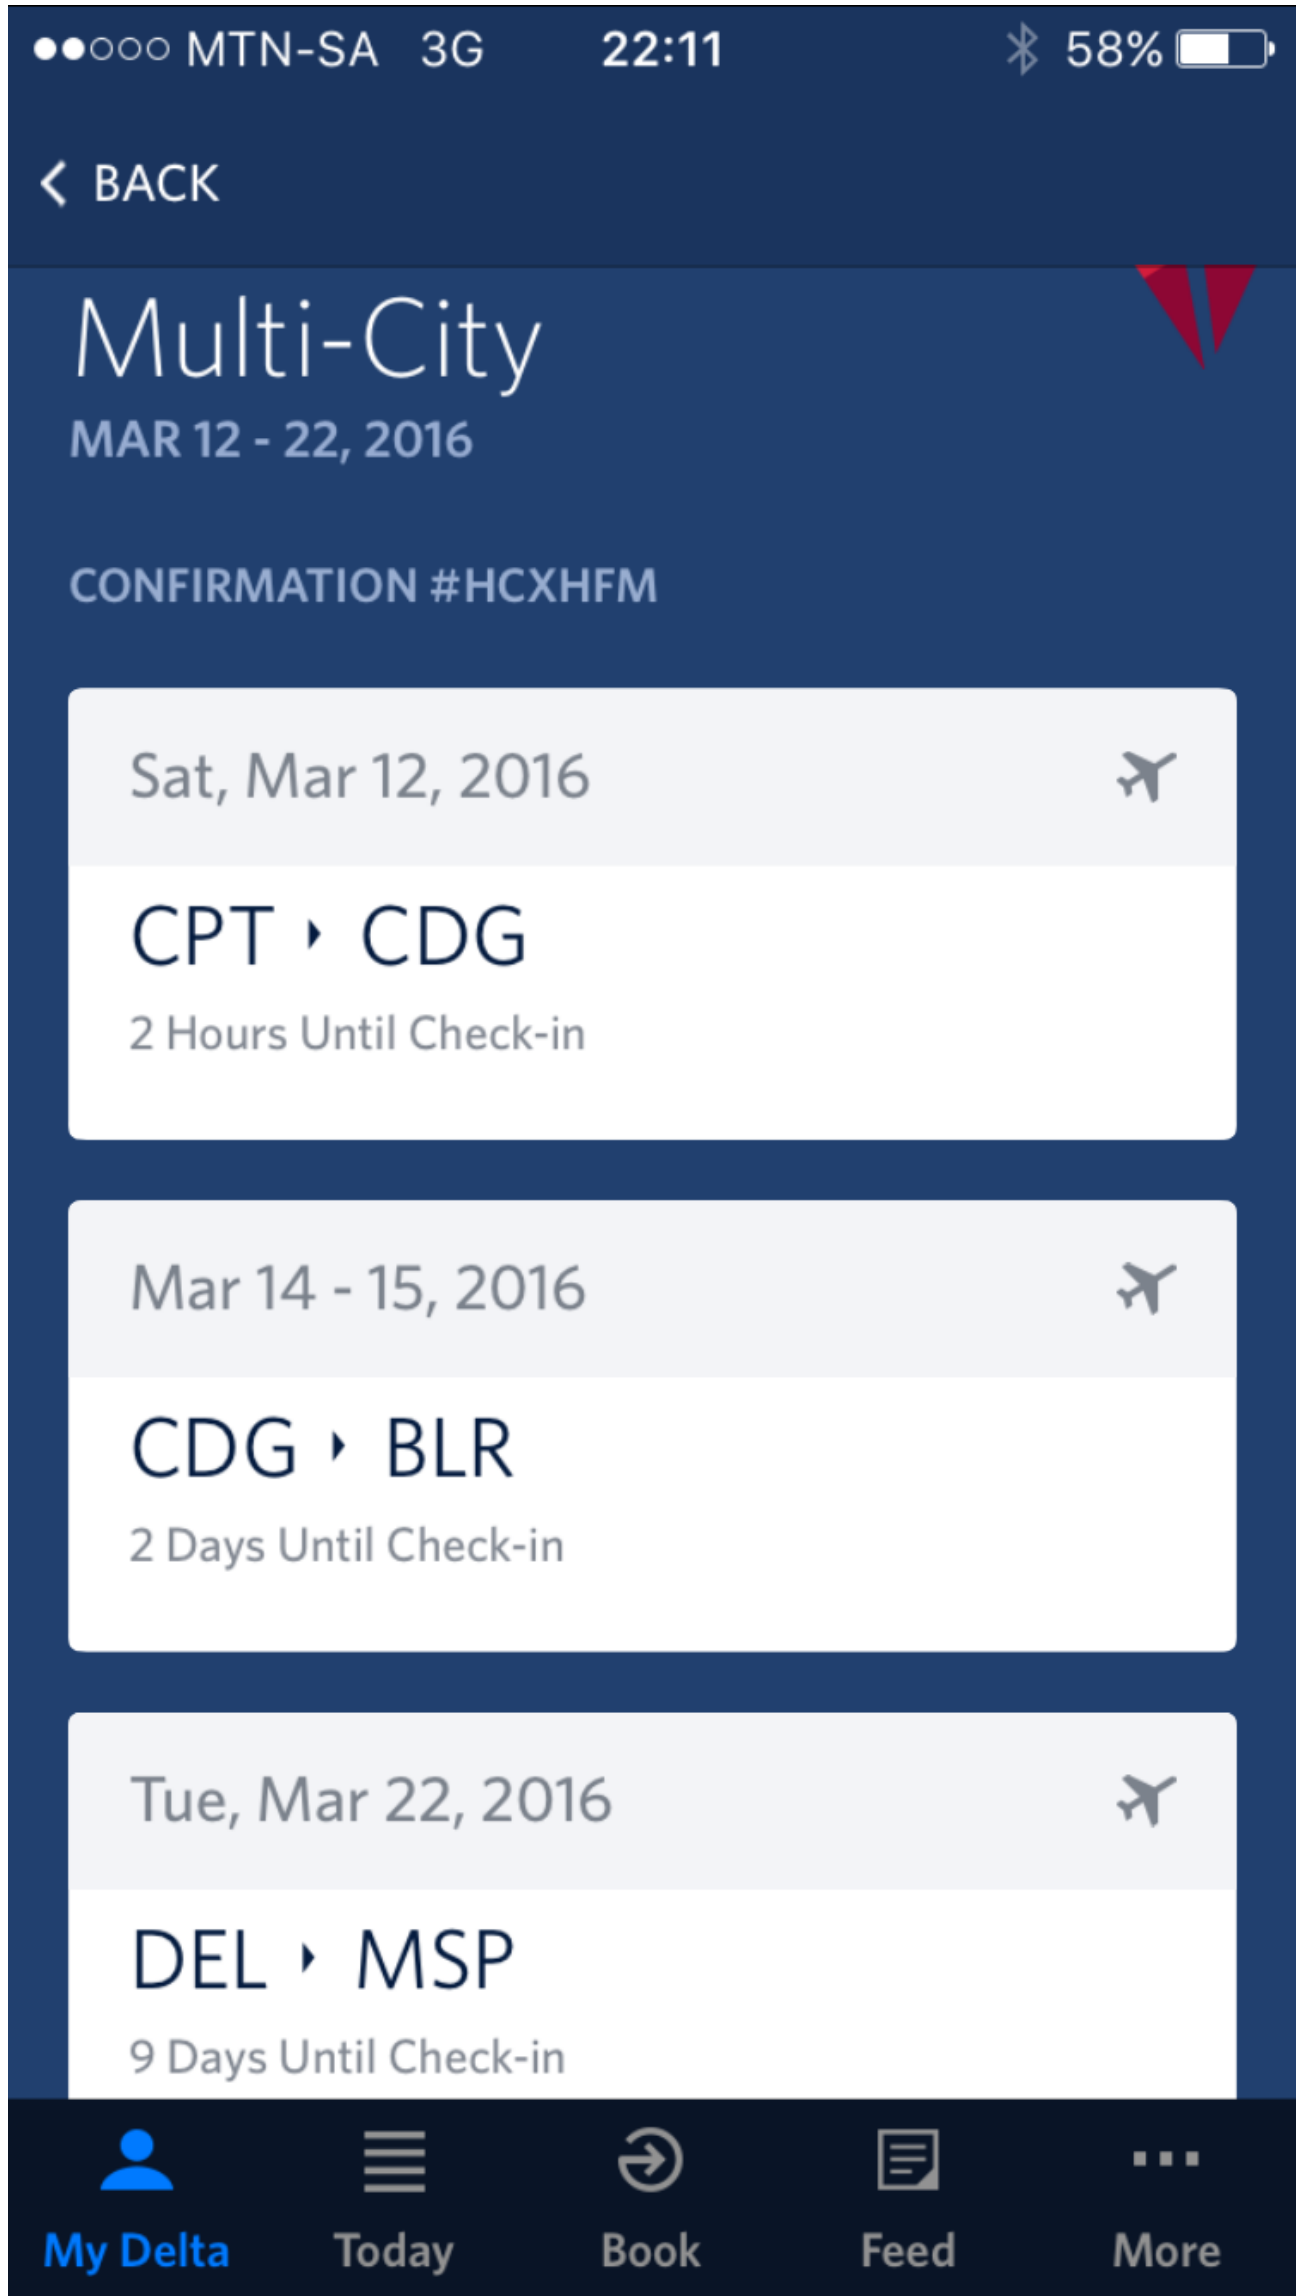 MTN-SA 3G 22:11 58%
BACK
Multi-City
MAR 12 - 22, 2016
CONFIRMATION #HCXHFM
Sat, Mar 12, 2016
CPT CDG
2 Hours Until Check-in
Mar 14 - 15, 2016
CDG BLR
2 Days Until Check-in
Tue, Mar 22, 2016
DEL MSP
9 Days Until Check-in
My Delta Today Book Feed More